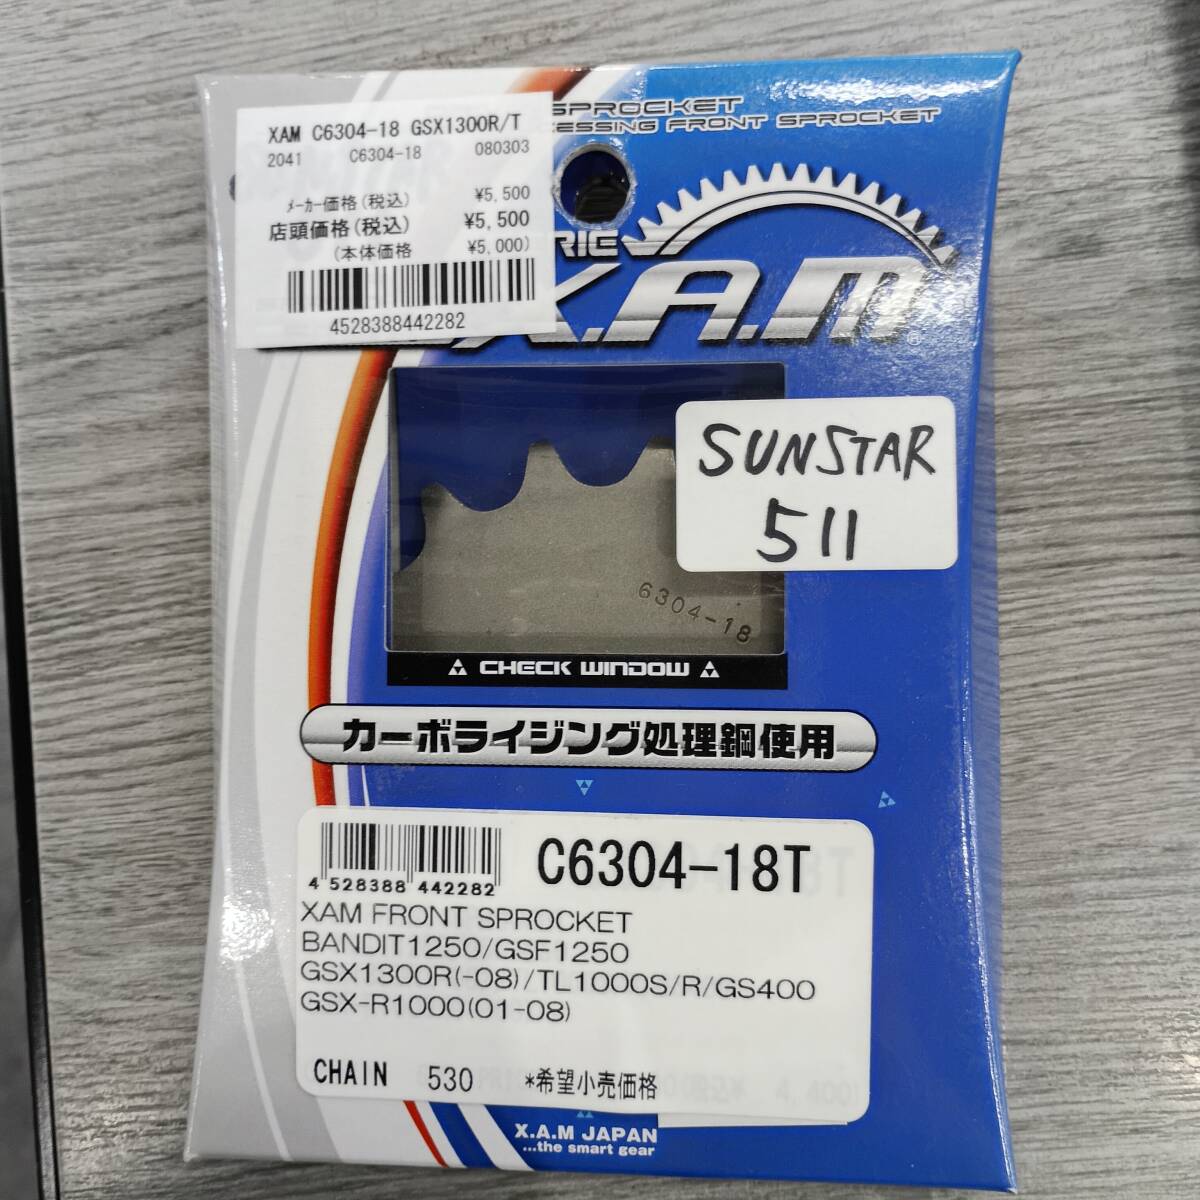 SPROCKET
CESSING FRONT SPROCKET
XAM C6304-18 GSX1300R/T
2041 C6304-18 080303
メーカー価格(税込) ¥5,500
店頭価格(税込) ¥5,500
(本体価格 ¥5,000)
4528388442282
RIE
X.A.M
SUNSTAR
511
6304-18
CHECK WINDOW
カーボライジング処理鋼使用
4 528388 442282
C6304-18T
XAM FRONT SPROCKET
BANDIT1250/GSF1250
GSX1300R(-08)/TL1000S/R/GS400
GSX-R1000(01-08)
CHAIN 530 *希望小売価格
4,400)
X.A.M JAPAN
...the smart gear